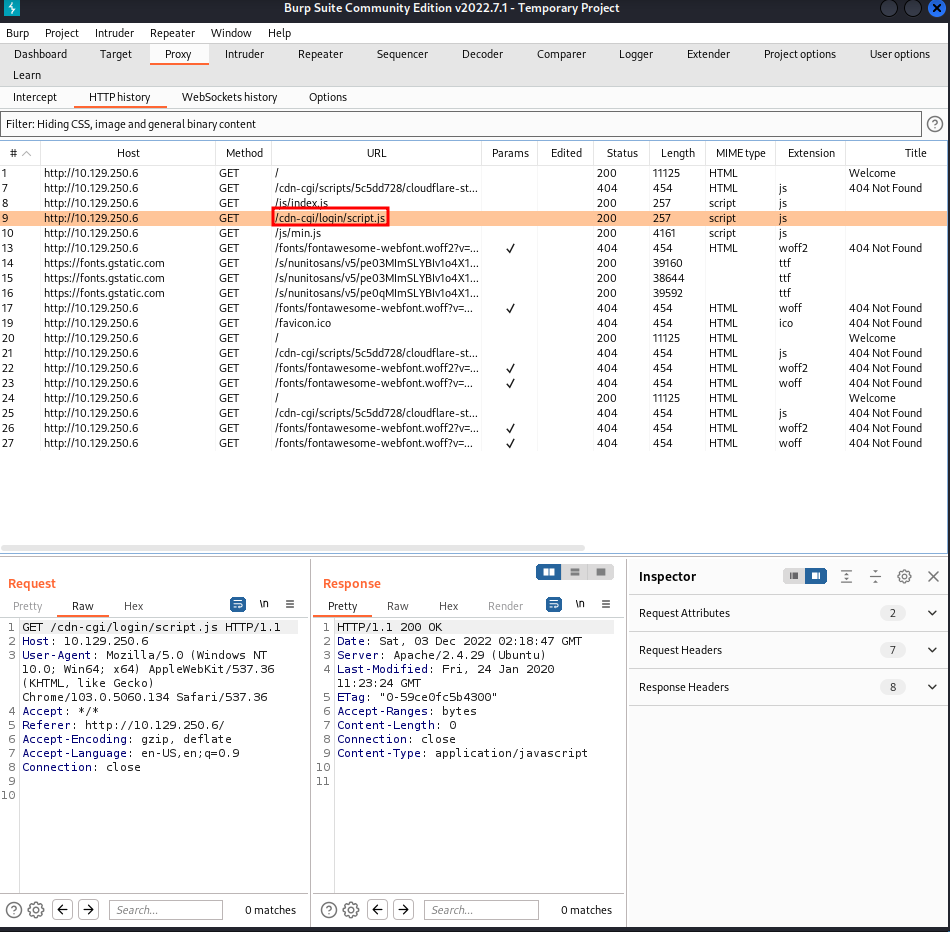 Burp Suite Community Edition v2022.7.1 - Temporary Project
Burp Project Intruder Repeater Window Help
Dashboard Target Proxy Intruder Repeater Sequencer Decoder Comparer Logger Extender Project options User options
Learn
Intercept HTTP history WebSockets history Options
Filter: Hiding CSS, image and general binary content ?
# Host Method URL Params Edited Status Length MIME type Extension Title
1 http://10.129.250.6 GET / 200 11125 HTML Welcome
7 http://10.129.250.6 GET /cdn-cgi/scripts/5c5dd728/cloudflare-st... 404 454 HTML js 404 Not Found
8 http://10.129.250.6 GET /js/index.js 200 257 script js
9 http://10.129.250.6 GET /cdn-cgi/login/script.js 200 257 script js
10 http://10.129.250.6 GET /js/min.js 200 4161 script js
13 http://10.129.250.6 GET /fonts/fontawesome-webfont.woff2?v=... ✓ 404 454 HTML woff2 404 Not Found
14 https://fonts.gstatic.com GET /s/nunitosans/v5/pe03MImSLYBIv1o4X1... 200 39160 ttf
15 https://fonts.gstatic.com GET /s/nunitosans/v5/pe03MImSLYBIv1o4X1... 200 38644 ttf
16 https://fonts.gstatic.com GET /s/nunitosans/v5/pe0qMImSLYBIv1o4X1... 200 39592 ttf
17 http://10.129.250.6 GET /fonts/fontawesome-webfont.woff?v=... ✓ 404 454 HTML woff 404 Not Found
19 http://10.129.250.6 GET /favicon.ico 404 454 HTML ico 404 Not Found
20 http://10.129.250.6 GET / 200 11125 HTML Welcome
21 http://10.129.250.6 GET /cdn-cgi/scripts/5c5dd728/cloudflare-st... 404 454 HTML js 404 Not Found
22 http://10.129.250.6 GET /fonts/fontawesome-webfont.woff2?v=... ✓ 404 454 HTML woff2 404 Not Found
23 http://10.129.250.6 GET /fonts/fontawesome-webfont.woff?v=... ✓ 404 454 HTML woff 404 Not Found
24 http://10.129.250.6 GET / 200 11125 HTML Welcome
25 http://10.129.250.6 GET /cdn-cgi/scripts/5c5dd728/cloudflare-st... 404 454 HTML js 404 Not Found
26 http://10.129.250.6 GET /fonts/fontawesome-webfont.woff2?v=... ✓ 404 454 HTML woff2 404 Not Found
27 http://10.129.250.6 GET /fonts/fontawesome-webfont.woff?v=... ✓ 404 454 HTML woff 404 Not Found
Request
Pretty Raw Hex \n
1 GET /cdn-cgi/login/script.js HTTP/1.1
2 Host: 10.129.250.6
3 User-Agent: Mozilla/5.0 (Windows NT
10.0; Win64; x64) AppleWebKit/537.36
(KHTML, like Gecko)
Chrome/103.0.5060.134 Safari/537.36
4 Accept: */*
5 Referer: http://10.129.250.6/
6 Accept-Encoding: gzip, deflate
7 Accept-Language: en-US,en;q=0.9
8 Connection: close
9
10
? Search... 0 matches
Response
Pretty Raw Hex Render \n
1 HTTP/1.1 200 OK
2 Date: Sat, 03 Dec 2022 02:18:47 GMT
3 Server: Apache/2.4.29 (Ubuntu)
4 Last-Modified: Fri, 24 Jan 2020
11:23:24 GMT
5 ETag: "0-59ce0fc5b4300"
6 Accept-Ranges: bytes
7 Content-Length: 0
8 Connection: close
9 Content-Type: application/javascript
10
11
? Search... 0 matches
Inspector
Request Attributes 2
Request Headers 7
Response Headers 8